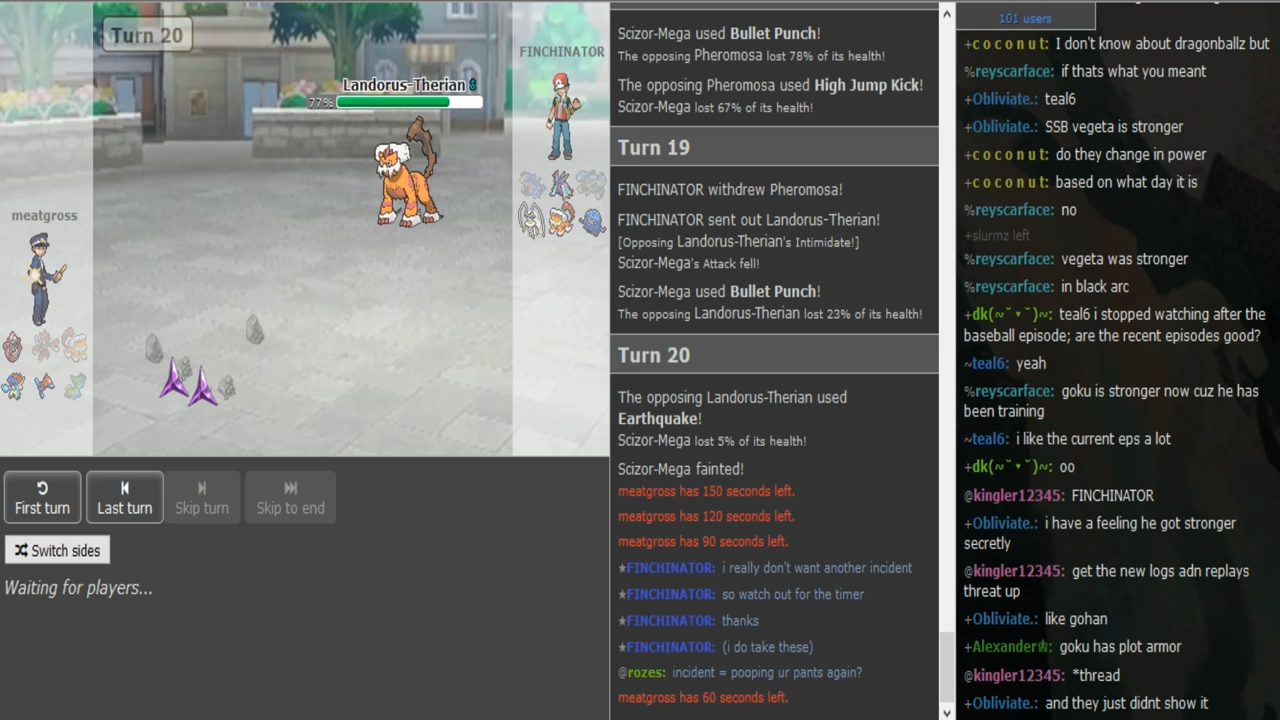 Turn 20
FINCHINATOR
Landorus-Therian
77%
meatgross
First turn
Last turn
Skip turn
Skip to end
Switch sides
Waiting for players...
Scizor-Mega used Bullet Punch!
The opposing Pheromosa lost 78% of its health!
The opposing Pheromosa used High Jump Kick!
Scizor-Mega lost 67% of its health!
Turn 19
FINCHINATOR withdrew Pheromosa!
FINCHINATOR sent out Landorus-Therian!
[Opposing Landorus-Therian's Intimidate!]
Scizor-Mega's Attack fell!
Scizor-Mega used Bullet Punch!
The opposing Landorus-Therian lost 23% of its health!
Turn 20
The opposing Landorus-Therian used
Earthquake!
Scizor-Mega lost 5% of its health!
Scizor-Mega fainted!
meatgross has 150 seconds left.
meatgross has 120 seconds left.
meatgross has 90 seconds left.
★FINCHINATOR: i really don't want another incident
★FINCHINATOR: so watch out for the timer
★FINCHINATOR: thanks
★FINCHINATOR: (i do take these)
@rozes: incident = pooping ur pants again?
meatgross has 60 seconds left.
101 users
+c o c o n u t: I don't know about dragonballz but
%reyscarface: if thats what you meant
+Obliviate.: teal6
+Obliviate.: SSB vegeta is stronger
+c o c o n u t: do they change in power
+c o c o n u t: based on what day it is
%reyscarface: no
+slurmz left
%reyscarface: vegeta was stronger
%reyscarface: in black arc
+dk(~˘▾˘)~: teal6 i stopped watching after the
baseball episode; are the recent episodes good?
~teal6: yeah
%reyscarface: goku is stronger now cuz he has
been training
~teal6: i like the current eps a lot
+dk(~˘▾˘)~: oo
@kingler12345: FINCHINATOR
+Obliviate.: i have a feeling he got stronger
secretly
@kingler12345: get the new logs adn replays
threat up
+Obliviate.: like gohan
+Alexander♔: goku has plot armor
@kingler12345: *thread
+Obliviate.: and they just didnt show it